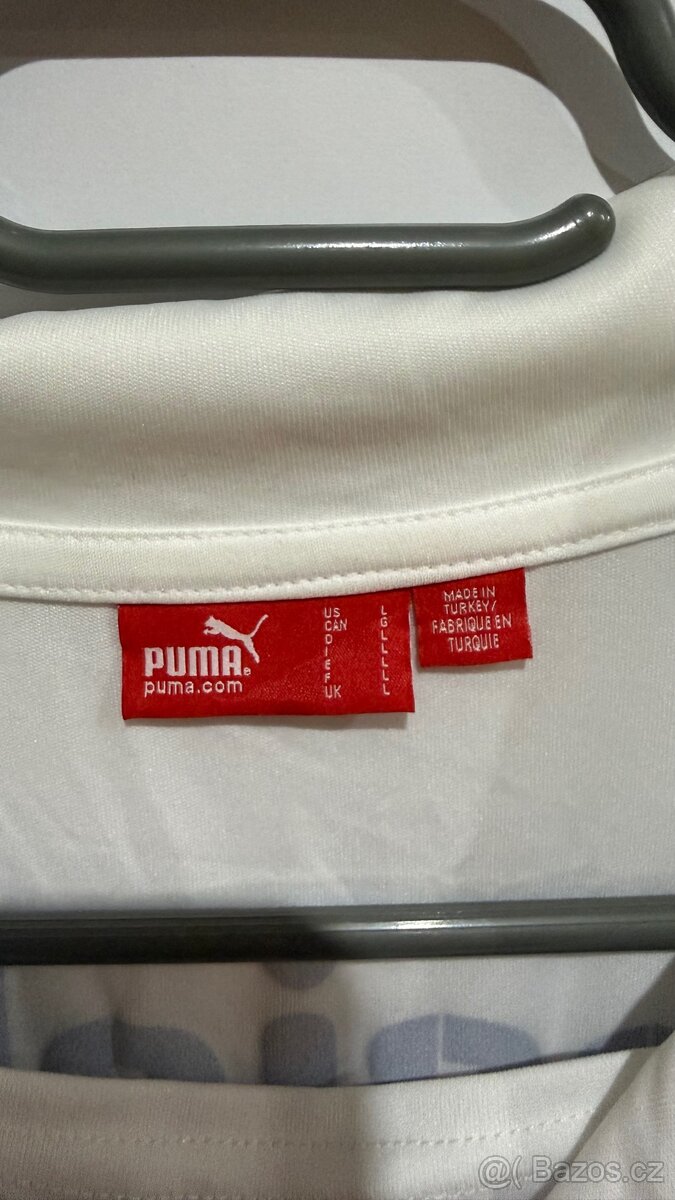 PUMA®
puma.com
US L
CAN G
D L
I L
E L
F L
UK L
MADE IN
TURKEY/
FABRIQUE EN
TURQUIE
@( Bazos.cz